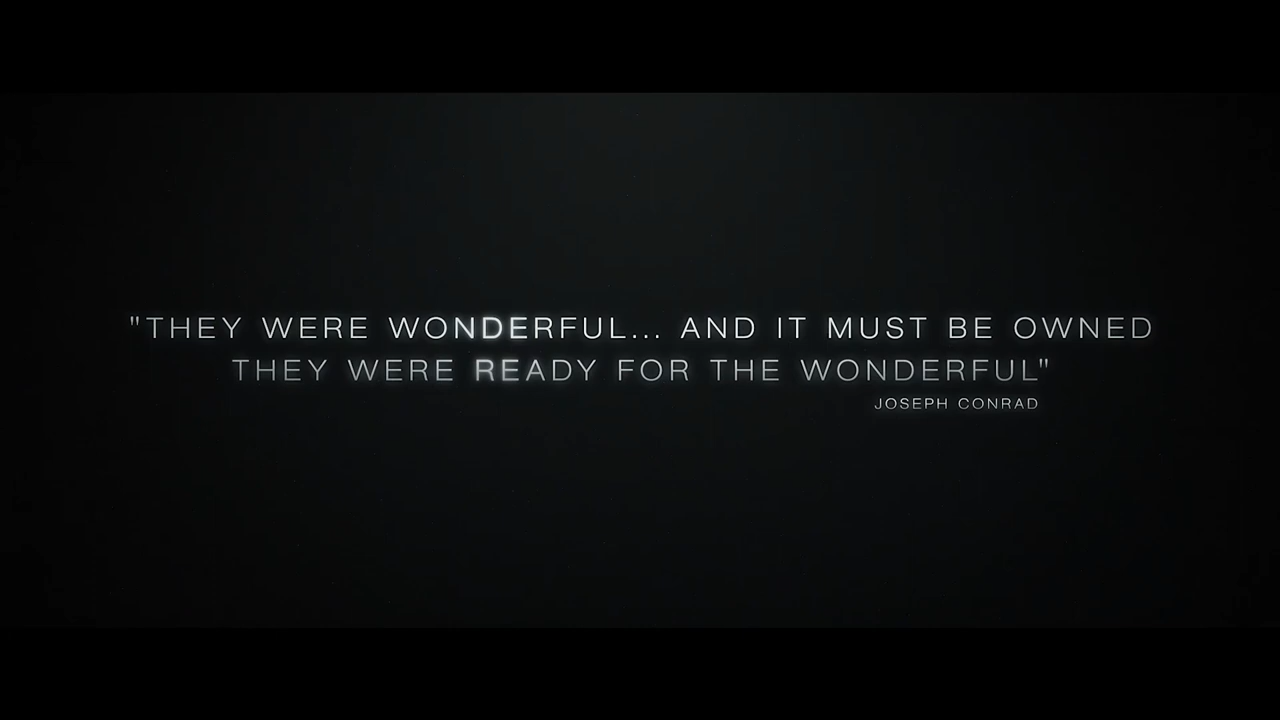 "THEY WERE WONDERFUL... AND IT MUST BE OWNED
THEY WERE READY FOR THE WONDERFUL"
JOSEPH CONRAD